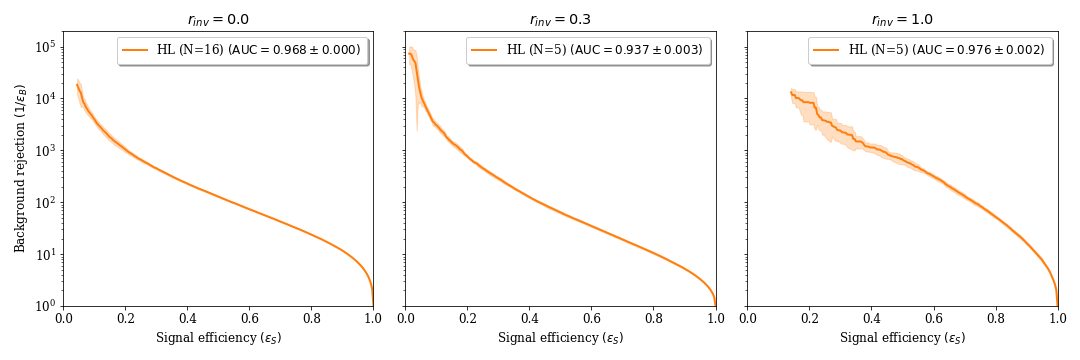 r_inv = 0.0
HL (N=16) (AUC = 0.968 ± 0.000)
Background rejection (1/ε_B)
10^5
10^4
10^3
10^2
10^1
10^0
0.0 0.2 0.4 0.6 0.8 1.0
Signal efficiency (ε_S)
r_inv = 0.3
HL (N=5) (AUC = 0.937 ± 0.003)
0.0 0.2 0.4 0.6 0.8 1.0
Signal efficiency (ε_S)
r_inv = 1.0
HL (N=5) (AUC = 0.976 ± 0.002)
0.0 0.2 0.4 0.6 0.8 1.0
Signal efficiency (ε_S)